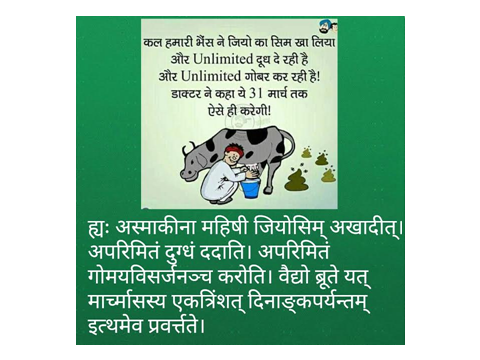 कल हमारी भैंस ने जियो का सिम खा लिया
और Unlimited दूध दे रही है
और Unlimited गोबर कर रही है!
डाक्टर ने कहा ये 31 मार्च तक
ऐसे ही करेगी!
ह्यः अस्माकीना महिषी जियोसिम् अखादीत्।
अपरिमितं दुग्धं ददाति। अपरिमितं
गोमयविसर्जनञ्च करोति। वैद्यो ब्रूते यत्
मार्च्मासस्य एकत्रिंशत् दिनाङ्कपर्यन्तम्
इत्थमेव प्रवर्त्तते।